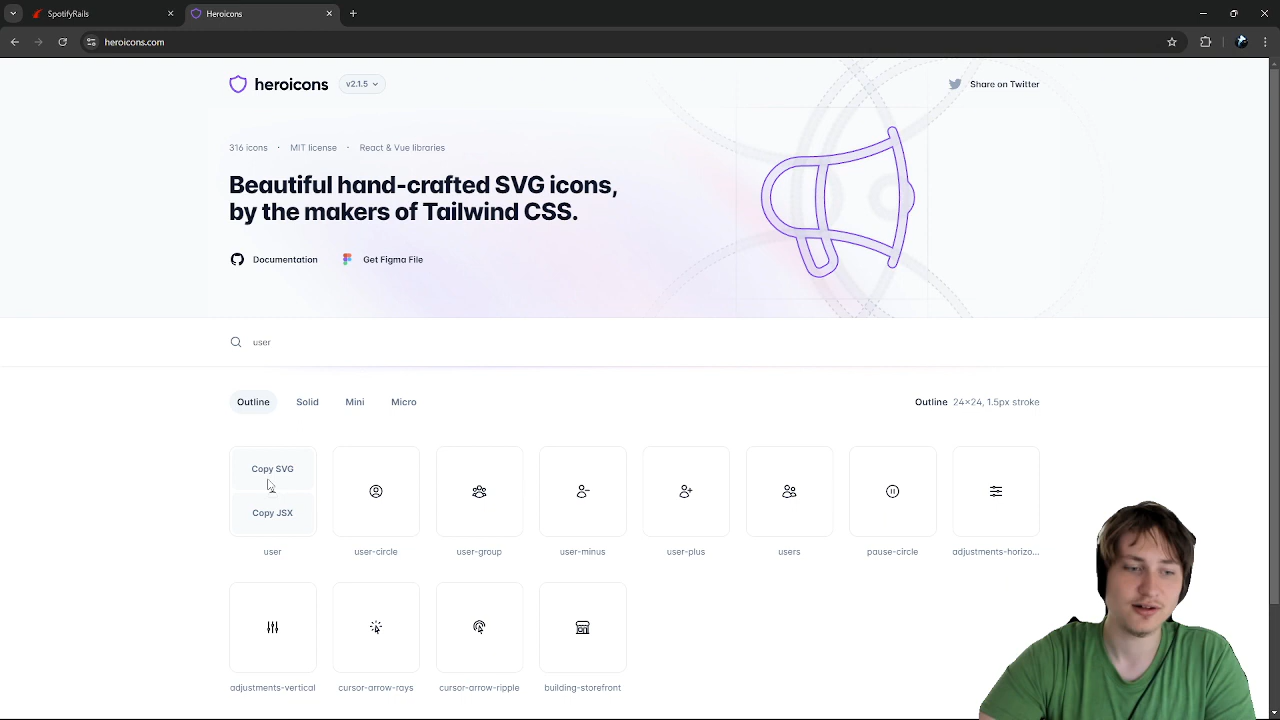 SpotifyRails
Heroicons
heroicons.com
heroicons
v2.1.5
Share on Twitter
316 icons · MIT license · React & Vue libraries
Beautiful hand-crafted SVG icons,
by the makers of Tailwind CSS.
Documentation
Get Figma File
user
Outline
Solid
Mini
Micro
Outline 24×24, 1.5px stroke
Copy SVG
Copy JSX
user
user-circle
user-group
user-minus
user-plus
users
pause-circle
adjustments-horizo...
adjustments-vertical
cursor-arrow-rays
cursor-arrow-ripple
building-storefront